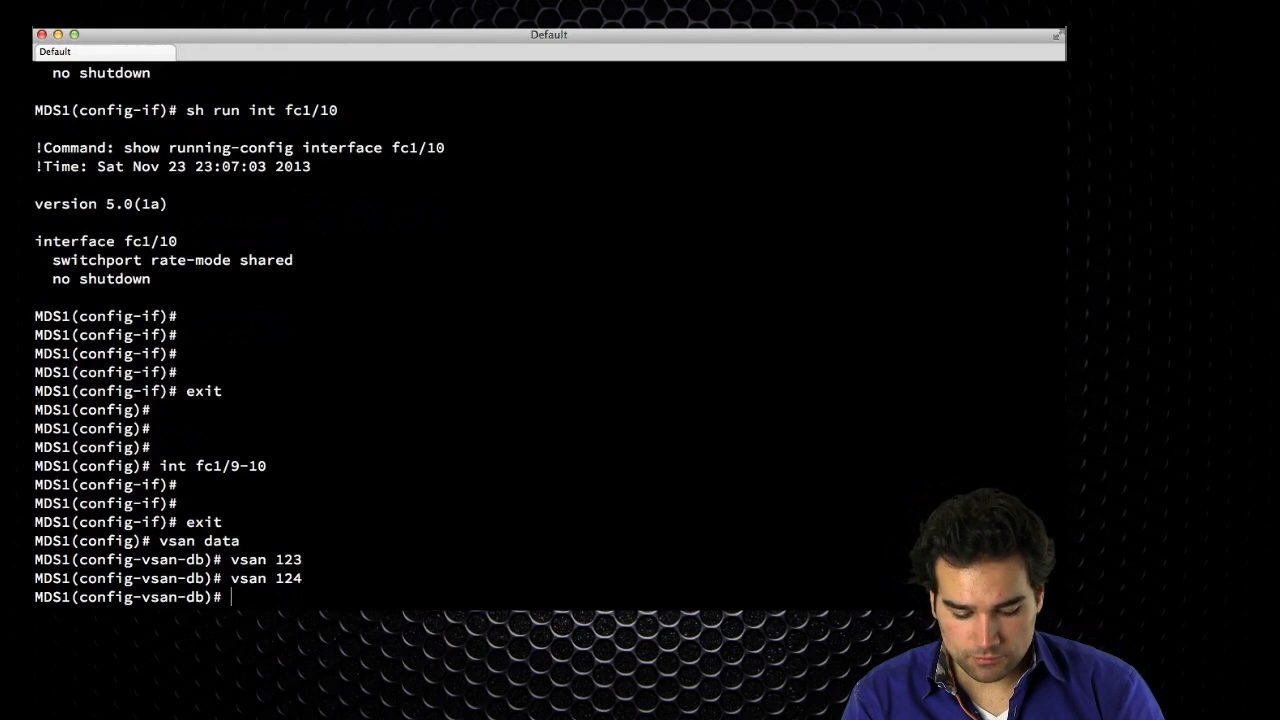 Default
Default
no shutdown
MDS1(config-if)# sh run int fc1/10
!Command: show running-config interface fc1/10
!Time: Sat Nov 23 23:07:03 2013
version 5.0(1a)
interface fc1/10
switchport rate-mode shared
no shutdown
MDS1(config-if)#
MDS1(config-if)#
MDS1(config-if)#
MDS1(config-if)#
MDS1(config-if)# exit
MDS1(config)#
MDS1(config)#
MDS1(config)#
MDS1(config)# int fc1/9-10
MDS1(config-if)#
MDS1(config-if)#
MDS1(config-if)# exit
MDS1(config)# vsan data
MDS1(config-vsan-db)# vsan 123
MDS1(config-vsan-db)# vsan 124
MDS1(config-vsan-db)#